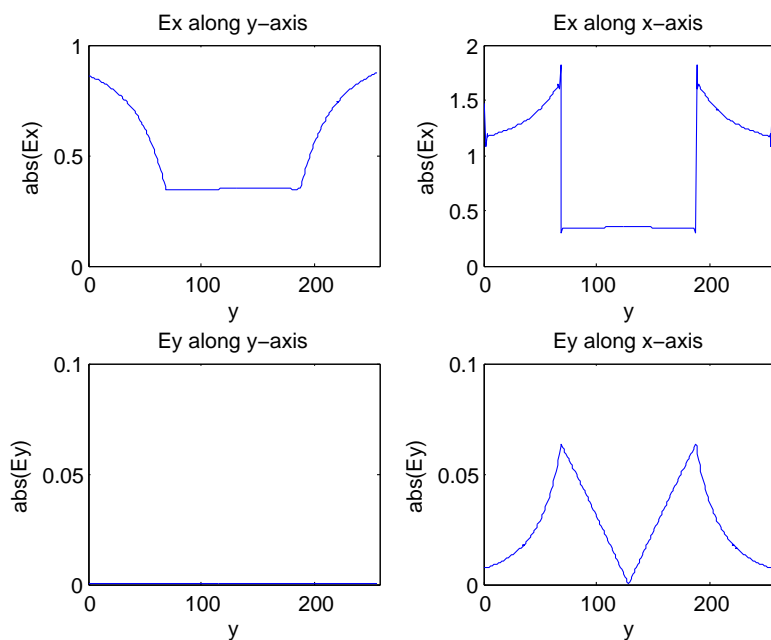 Ex along y−axis
1
0.5
0
abs(Ex)
0
100
200
y
Ex along x−axis
2
1.5
1
0.5
0
abs(Ex)
0
100
200
y
Ey along y−axis
0.1
0.05
0
abs(Ey)
0
100
200
y
Ey along x−axis
0.1
0.05
0
abs(Ey)
0
100
200
y